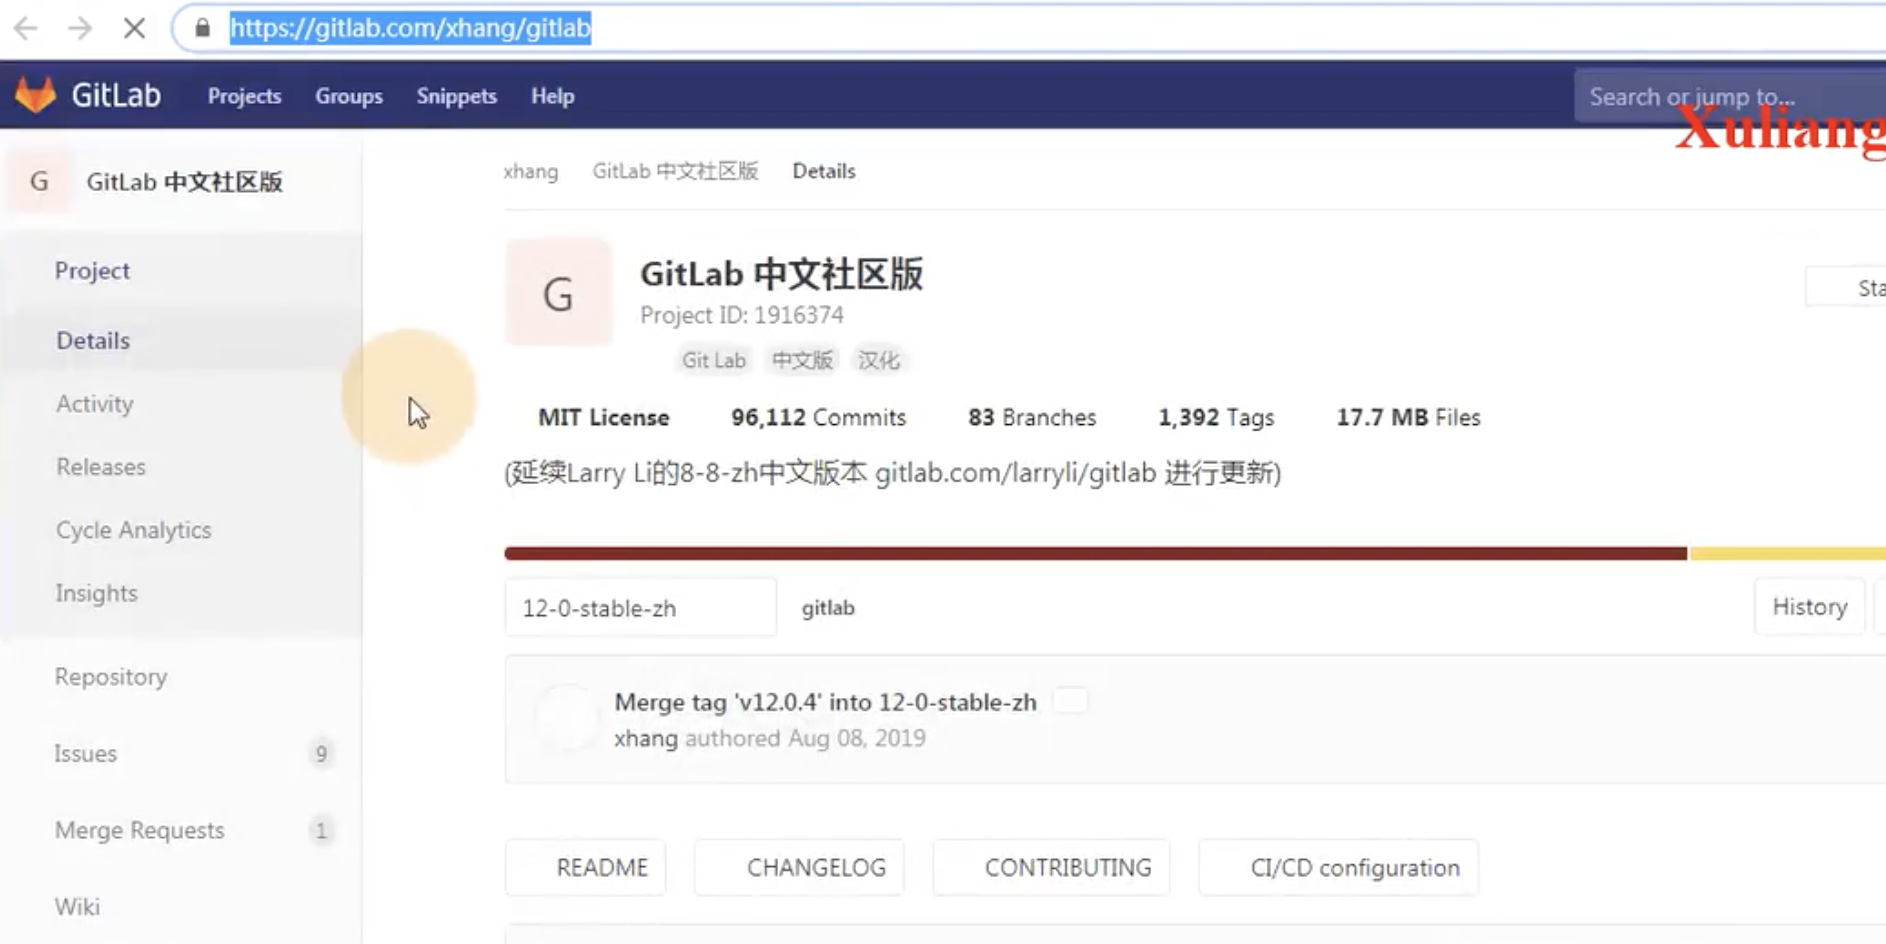 https://gitlab.com/xhang/gitlab
GitLab Projects Groups Snippets Help Search or jump to...
Xuliang
G GitLab 中文社区版
xhang GitLab 中文社区版 Details
Project
Details
Activity
Releases
Cycle Analytics
Insights
Repository
Issues 9
Merge Requests 1
Wiki
G
GitLab 中文社区版
Project ID: 1916374
Git Lab 中文版 汉化
MIT License 96,112 Commits 83 Branches 1,392 Tags 17.7 MB Files
(延续Larry Li的8-8-zh中文版本 gitlab.com/larryli/gitlab 进行更新)
12-0-stable-zh gitlab History
Merge tag 'v12.0.4' into 12-0-stable-zh
xhang authored Aug 08, 2019
README CHANGELOG CONTRIBUTING CI/CD configuration